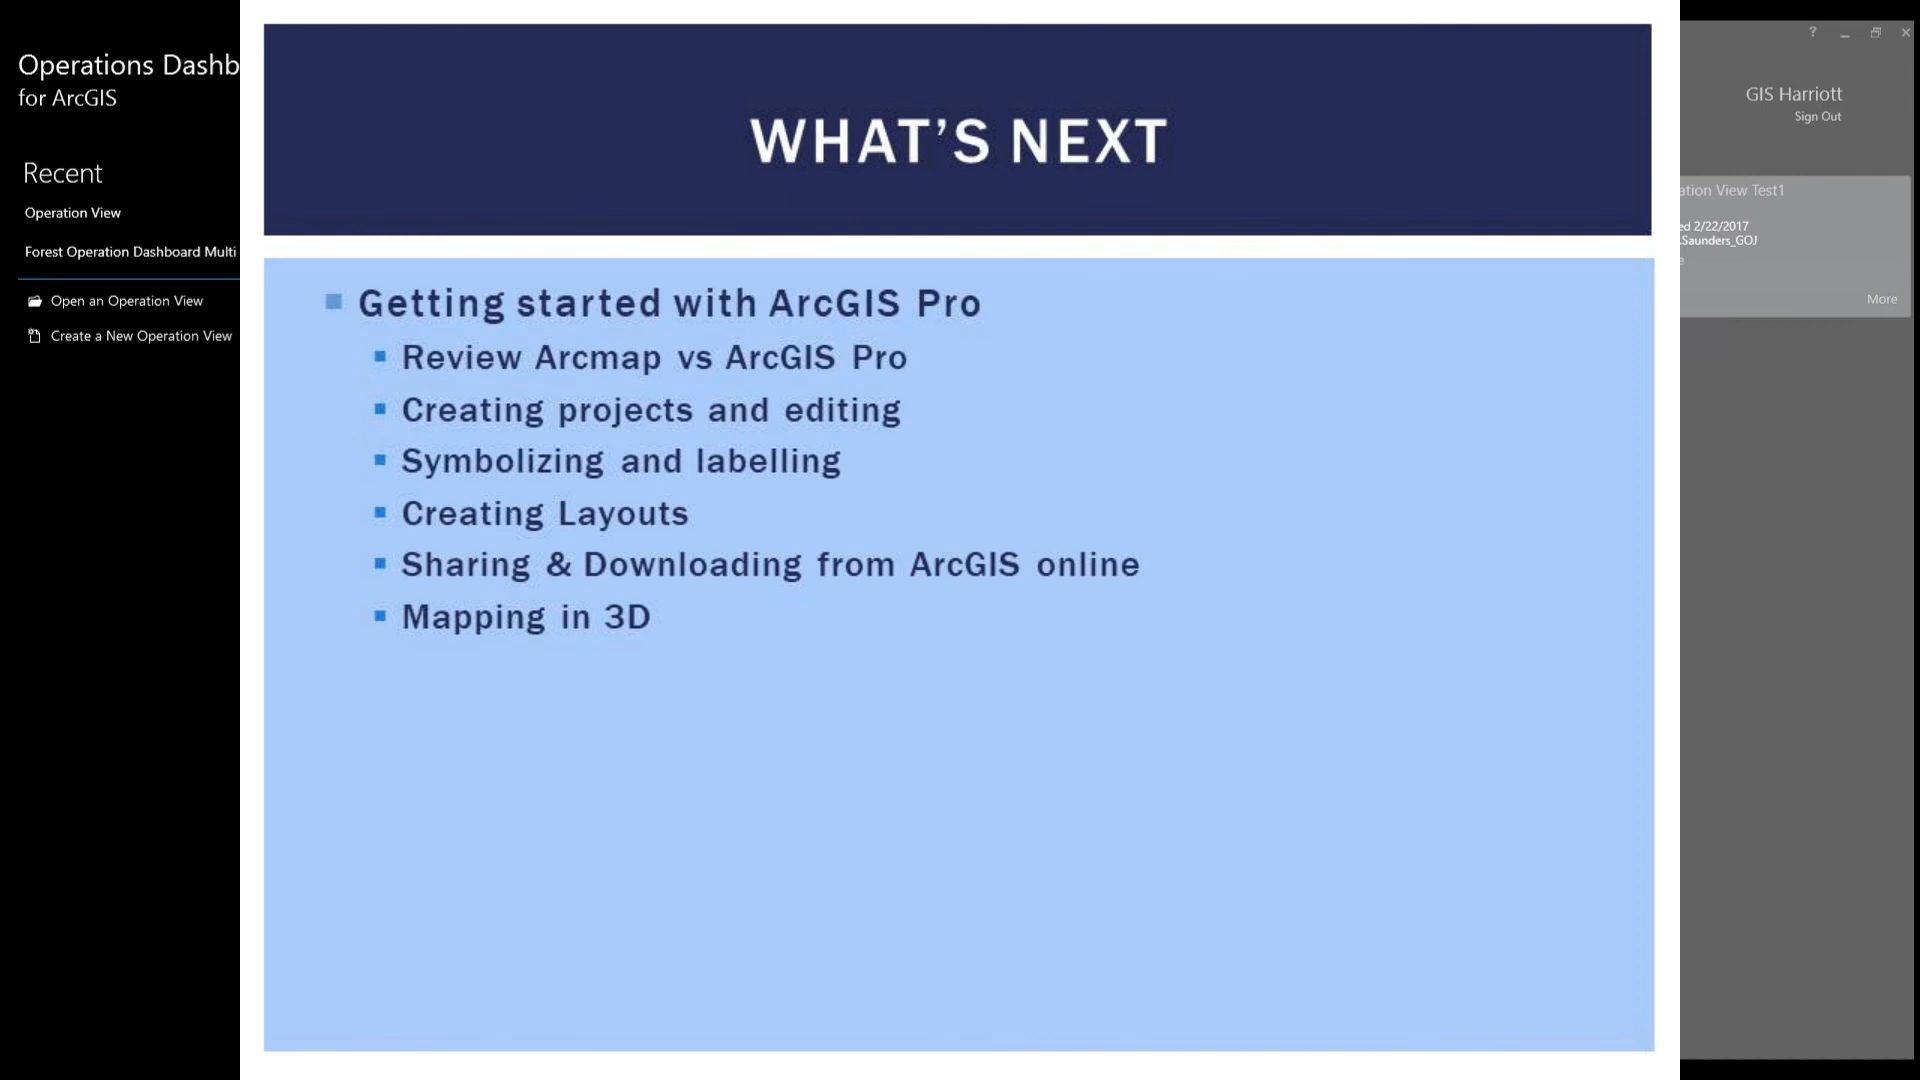 Operations Dashb
for ArcGIS
Recent
Operation View
Forest Operation Dashboard Multi
Open an Operation View
Create a New Operation View
WHAT'S NEXT
Getting started with ArcGIS Pro
Review Arcmap vs ArcGIS Pro
Creating projects and editing
Symbolizing and labelling
Creating Layouts
Sharing & Downloading from ArcGIS online
Mapping in 3D
?
GIS Harriott
Sign Out
ation View Test1
ed 2/22/2017
.Saunders_GOJ
e
More